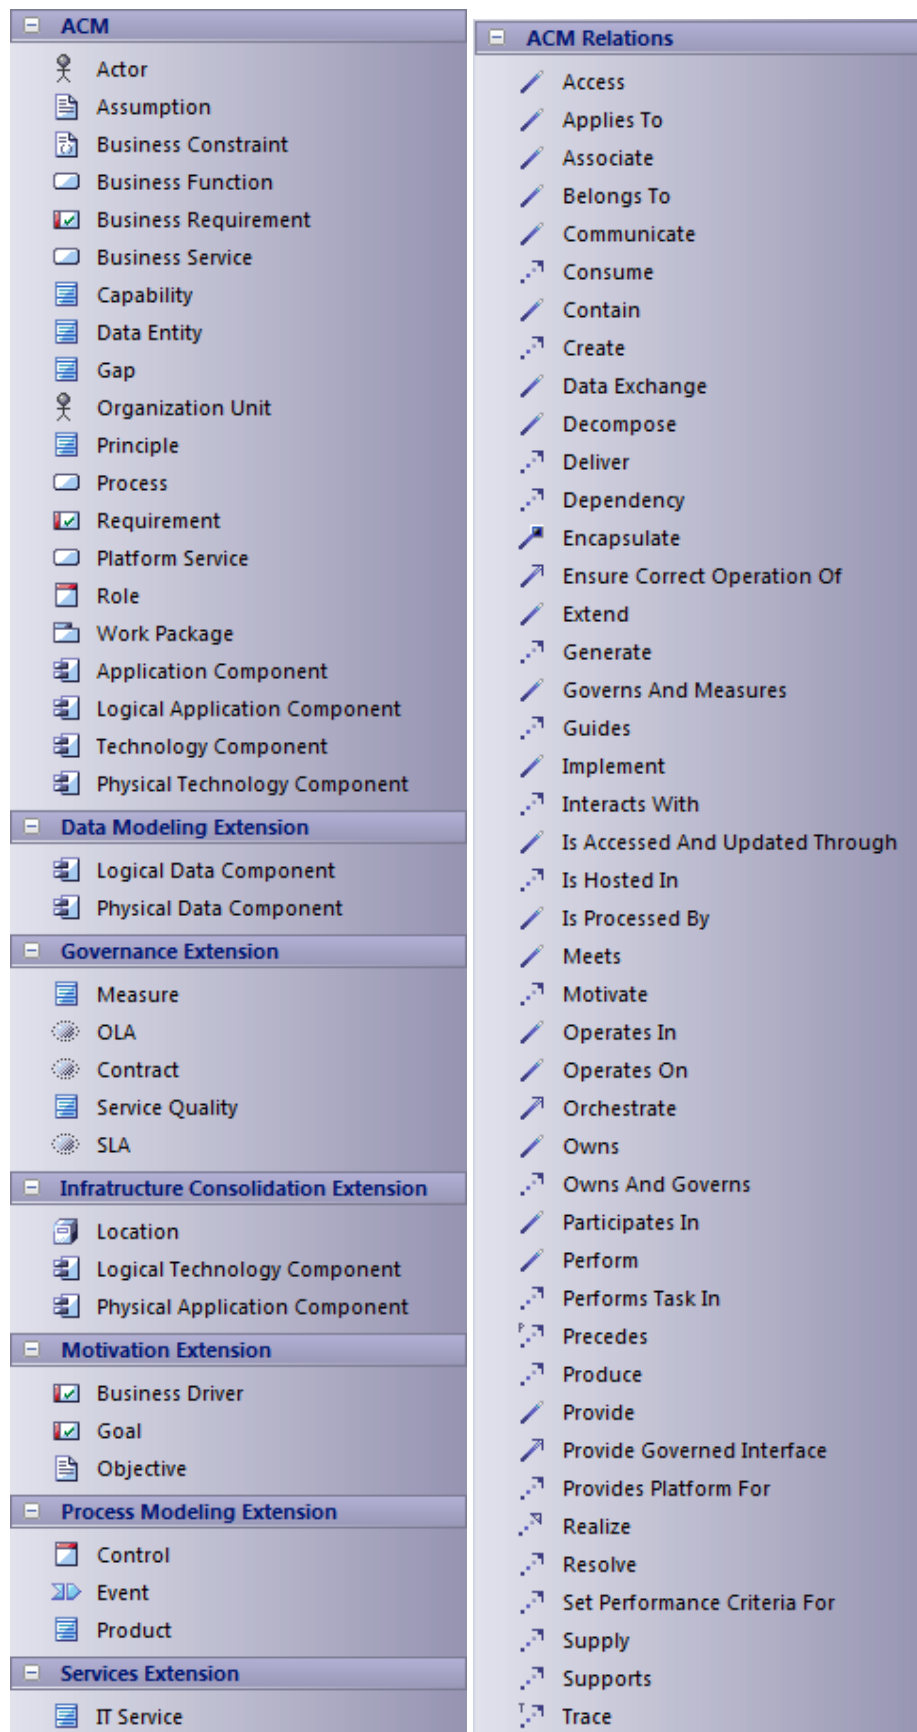 ACM
Actor
Assumption
Business Constraint
Business Function
Business Requirement
Business Service
Capability
Data Entity
Gap
Organization Unit
Principle
Process
Requirement
Platform Service
Role
Work Package
Application Component
Logical Application Component
Technology Component
Physical Technology Component
Data Modeling Extension
Logical Data Component
Physical Data Component
Governance Extension
Measure
OLA
Contract
Service Quality
SLA
Infratructure Consolidation Extension
Location
Logical Technology Component
Physical Application Component
Motivation Extension
Business Driver
Goal
Objective
Process Modeling Extension
Control
Event
Product
Services Extension
IT Service
ACM Relations
Access
Applies To
Associate
Belongs To
Communicate
Consume
Contain
Create
Data Exchange
Decompose
Deliver
Dependency
Encapsulate
Ensure Correct Operation Of
Extend
Generate
Governs And Measures
Guides
Implement
Interacts With
Is Accessed And Updated Through
Is Hosted In
Is Processed By
Meets
Motivate
Operates In
Operates On
Orchestrate
Owns
Owns And Governs
Participates In
Perform
Performs Task In
P Precedes
Produce
Provide
Provide Governed Interface
Provides Platform For
Realize
Resolve
Set Performance Criteria For
Supply
Supports
T Trace